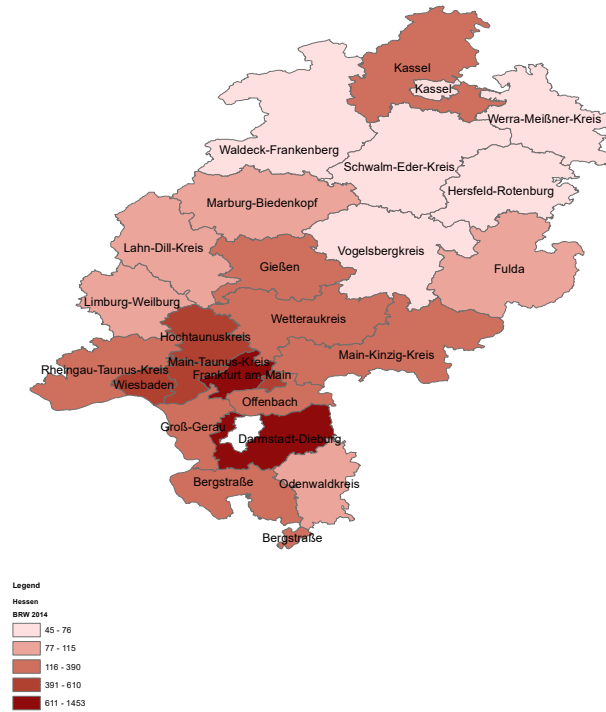 Kassel
Kassel
Werra-Meißner-Kreis
Waldeck-Frankenberg
Schwalm-Eder-Kreis
Hersfeld-Rotenburg
Marburg-Biedenkopf
Lahn-Dill-Kreis
Vogelsbergkreis
Gießen
Fulda
Limburg-Weilburg
Wetteraukreis
Hochtaunuskreis
Main-Kinzig-Kreis
Main-Taunus-Kreis
Rheingau-Taunus-Kreis
Frankfurt am Main
Wiesbaden
Offenbach
Groß-Gerau
Darmstadt-Dieburg
Bergstraße
Odenwaldkreis
Bergstraße
Legend
Hessen
BRW 2014
45 - 76
77 - 115
116 - 390
391 - 610
611 - 1453